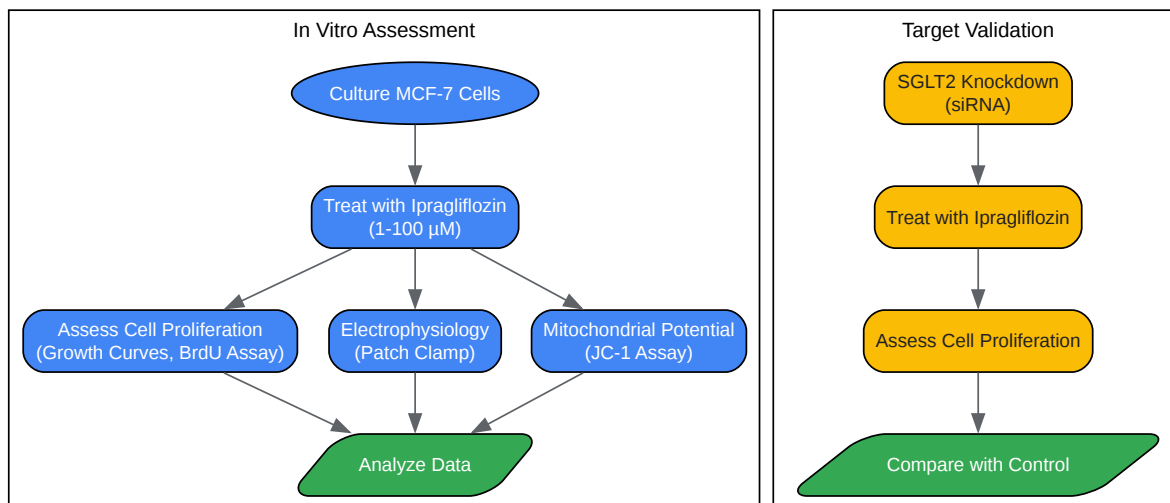 In Vitro Assessment
Culture MCF-7 Cells
Treat with Ipragliflozin
(1-100 µM)
Assess Cell Proliferation
(Growth Curves, BrdU Assay)
Electrophysiology
(Patch Clamp)
Mitochondrial Potential
(JC-1 Assay)
Analyze Data
Target Validation
SGLT2 Knockdown
(siRNA)
Treat with Ipragliflozin
Assess Cell Proliferation
Compare with Control